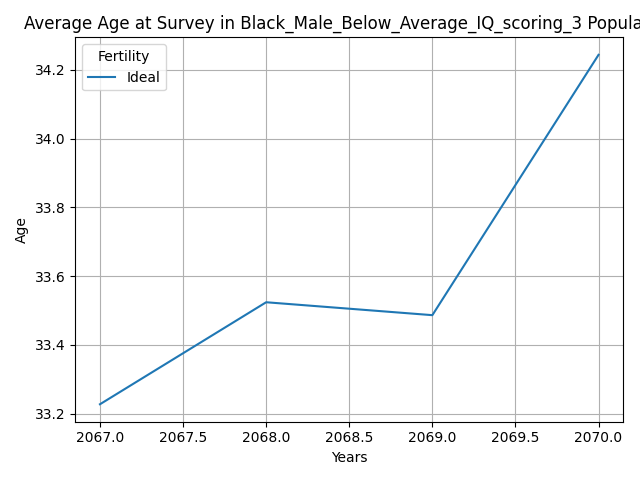 Average Age at Survey in Black_Male_Below_Average_IQ_scoring_3 Popula
Fertility
Ideal
34.2
34.0
33.8
33.6
33.4
33.2
Age
2067.0 2067.5 2068.0 2068.5 2069.0 2069.5 2070.0
Years